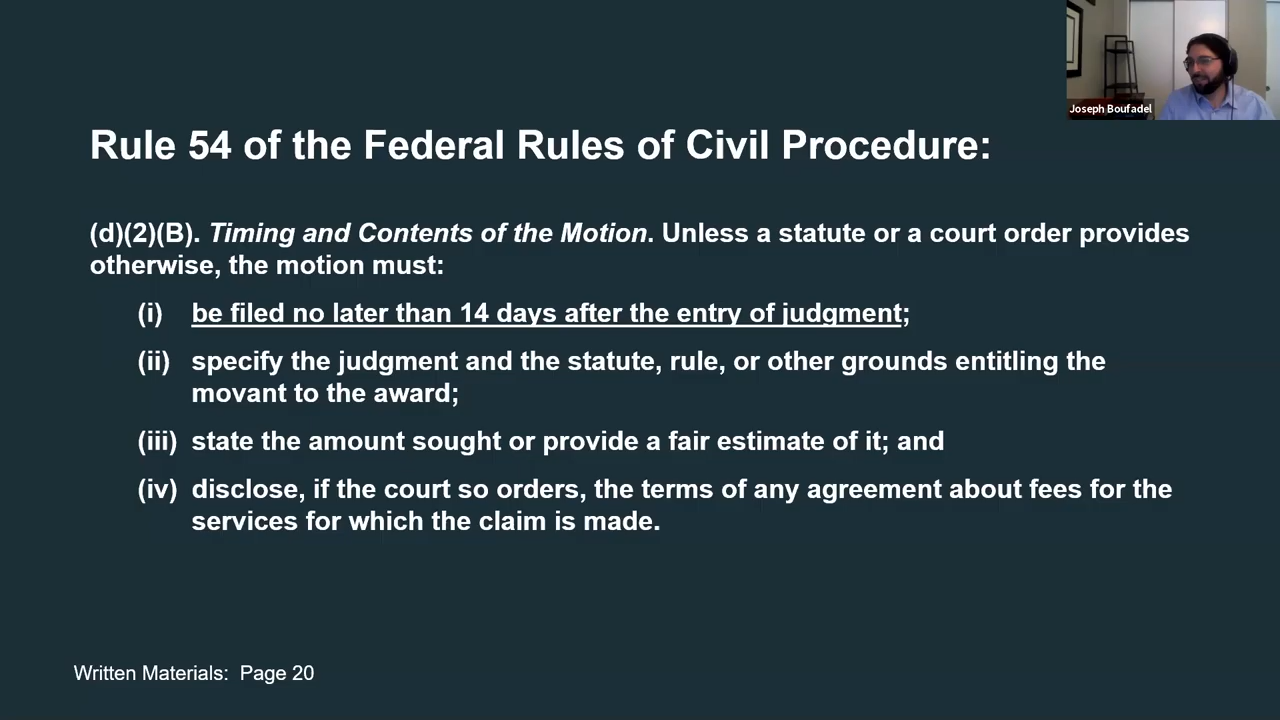 Joseph Boufadel
Rule 54 of the Federal Rules of Civil Procedure:
(d)(2)(B). Timing and Contents of the Motion. Unless a statute or a court order provides
otherwise, the motion must:
(i) be filed no later than 14 days after the entry of judgment;
(ii) specify the judgment and the statute, rule, or other grounds entitling the
movant to the award;
(iii) state the amount sought or provide a fair estimate of it; and
(iv) disclose, if the court so orders, the terms of any agreement about fees for the
services for which the claim is made.
Written Materials: Page 20